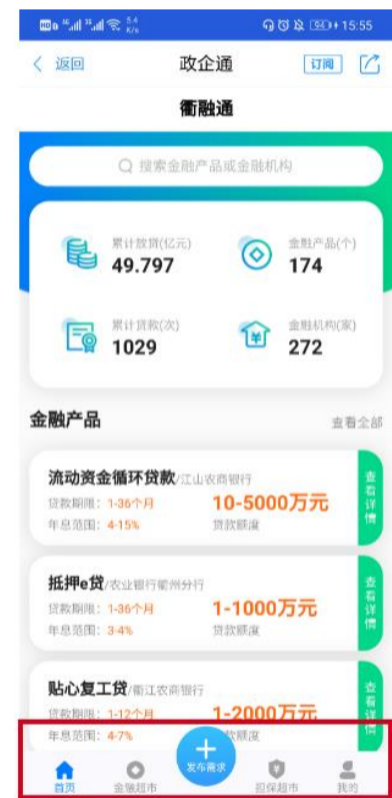 HD 4G 3G 5.4 K/s 15:55
返回 政企通 订阅
衢融通
搜索金融产品或金融机构
累计放贷(亿元) 金融产品(个)
49.797 174
累计贷款(次) 金融机构(家)
1029 272
金融产品 查看全部
流动资金循环贷款/江山农商银行
贷款期限：1-36个月 10-5000万元
年息范围：4-15% 贷款额度
查看详情
抵押e贷/农业银行衢州分行
贷款期限：1-36个月 1-1000万元
年息范围：3-4% 贷款额度
查看详情
贴心复工贷/衢江农商银行
贷款期限：1-12个月 1-2000万元
年息范围：4-7% 款额度
查看详
发布需求
首页 金融超市 担保超市 我的